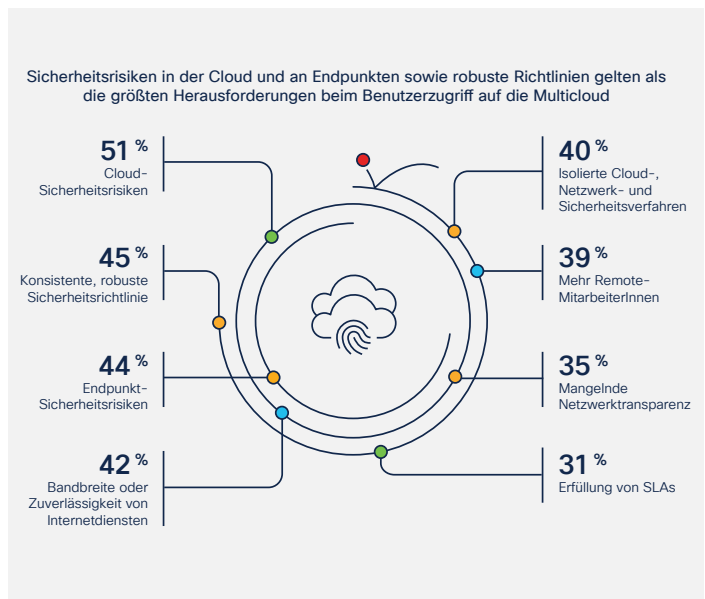 Sicherheitsrisiken in der Cloud und an Endpunkten sowie robuste Richtlinien gelten als
die größten Herausforderungen beim Benutzerzugriff auf die Multicloud
51 %
Cloud-
Sicherheitsrisiken
45 %
Konsistente, robuste
Sicherheitsrichtlinie
44 %
Endpunkt-
Sicherheitsrisiken
42 %
Bandbreite oder
Zuverlässigkeit von
Internetdiensten
40 %
Isolierte Cloud-,
Netzwerk- und
Sicherheitsverfahren
39 %
Mehr Remote-
MitarbeiterInnen
35 %
Mangelnde
Netzwerktransparenz
31 %
Erfüllung von SLAs